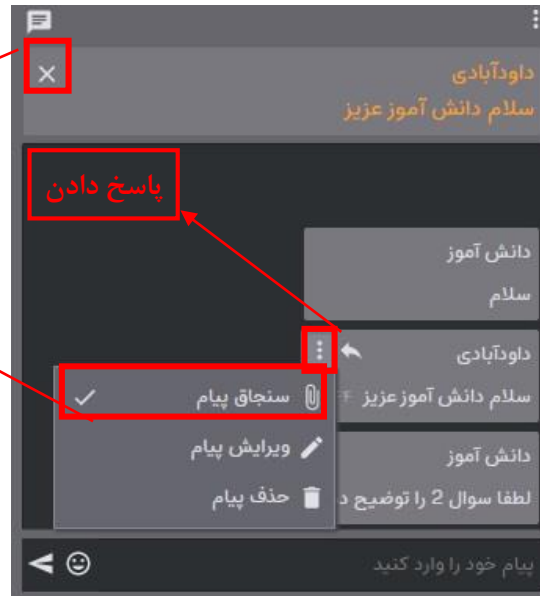 داودآبادی
سلام دانش آموز عزیز
پاسخ دادن
دانش آموز
سلام
داودآبادی
سلام دانش آموز عزیز
سنجاق پیام
ویرایش پیام
حذف پیام
دانش آموز
لطفا سوال 2 را توضیح د
پیام خود را وارد کنید